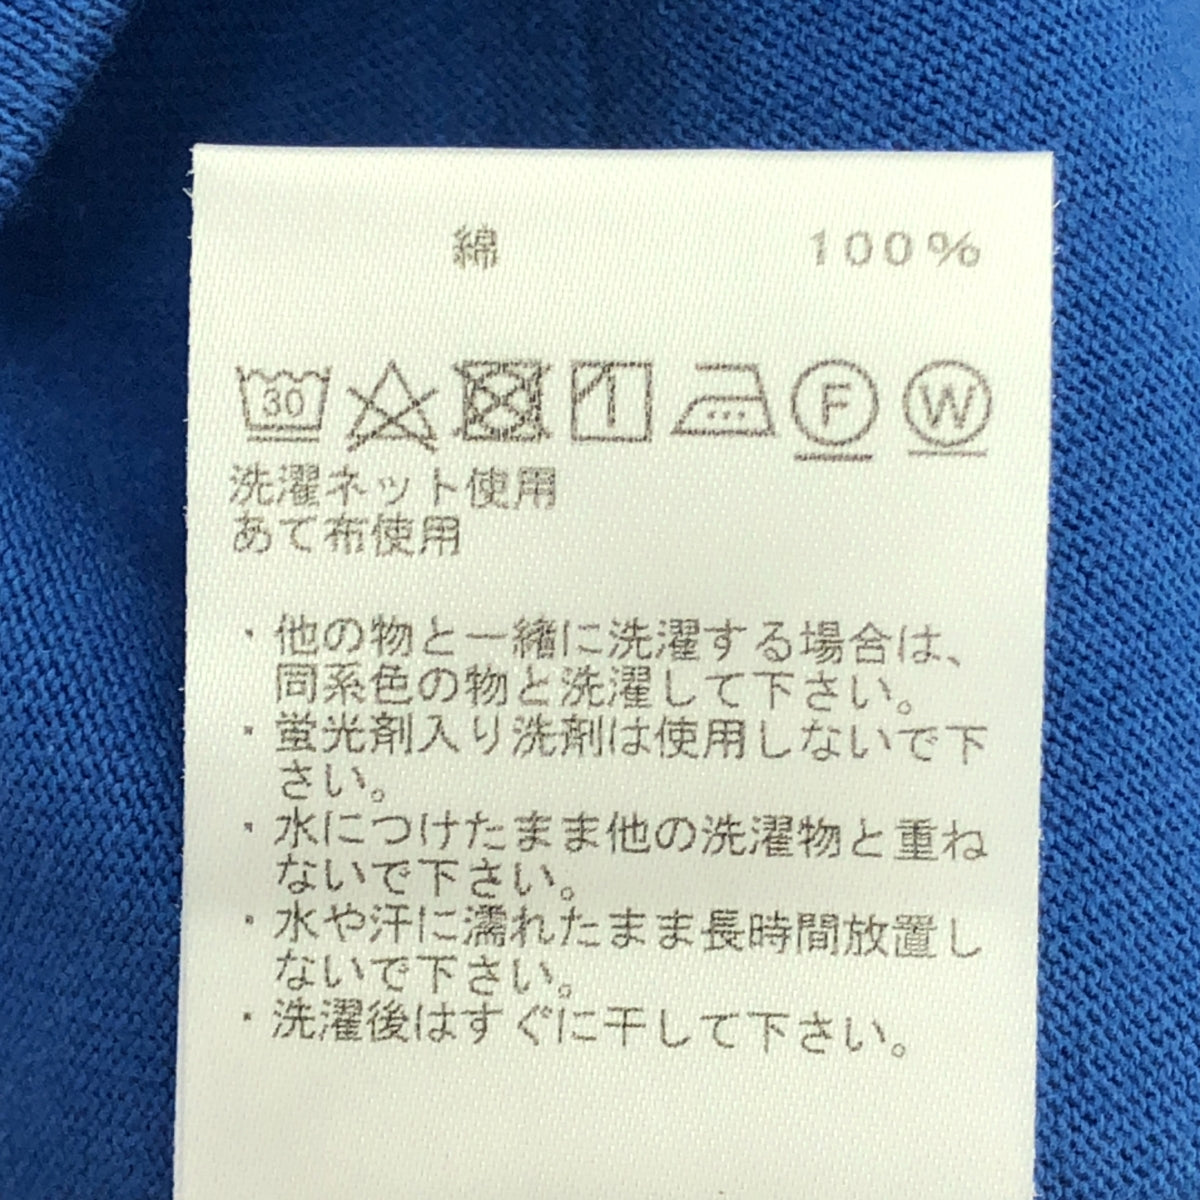 綿 100%
30 F W
洗濯ネット使用
あて布使用
・他の物と一緒に洗濯する場合は、
同系色の物と洗濯して下さい。
・蛍光剤入り洗剤は使用しないで下
さい。
・水につけたまま他の洗濯物と重ね
ないで下さい。
・水や汗に濡れたまま長時間放置し
ないで下さい。
・洗濯後はすぐに干して下さい。